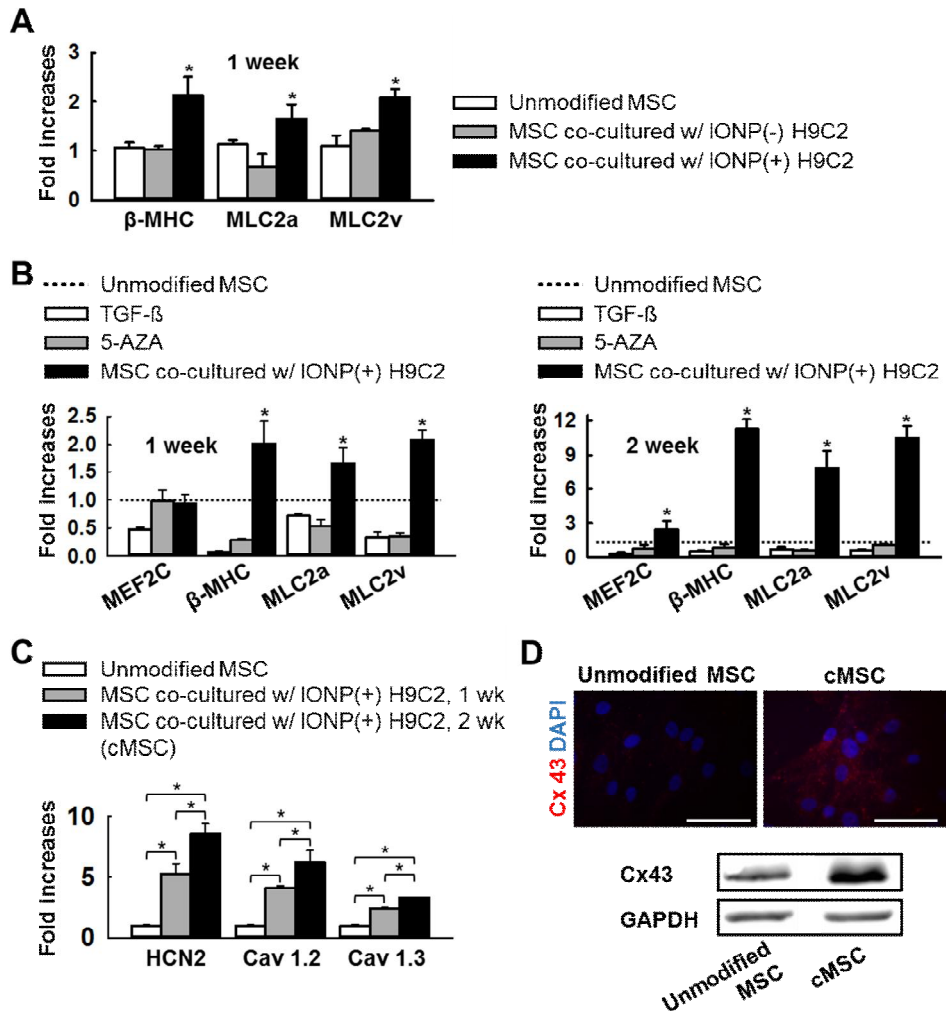 A
Fold increases
3
2
1
0
1 week
*
*
*
β-MHC
MLC2a
MLC2v
Unmodified MSC
MSC co-cultured w/ IONP(-) H9C2
MSC co-cultured w/ IONP(+) H9C2
B
Unmodified MSC
TGF-ß
5-AZA
MSC co-cultured w/ IONP(+) H9C2
Fold increases
2.5
2.0
1.5
1.0
0.5
0.0
1 week
*
*
*
MEF2C
β-MHC
MLC2a
MLC2v
Unmodified MSC
TGF-ß
5-AZA
MSC co-cultured w/ IONP(+) H9C2
Fold increases
12
9
6
3
0
2 week
*
*
*
*
MEF2C
β-MHC
MLC2a
MLC2v
C
Unmodified MSC
MSC co-cultured w/ IONP(+) H9C2, 1 wk
MSC co-cultured w/ IONP(+) H9C2, 2 wk
(cMSC)
Fold increases
10
5
0
*
*
*
*
*
*
*
*
*
HCN2
Cav 1.2
Cav 1.3
D
Unmodified MSC
cMSC
Cx 43 DAPI
Cx43
GAPDH
Unmodified
MSC
cMSC